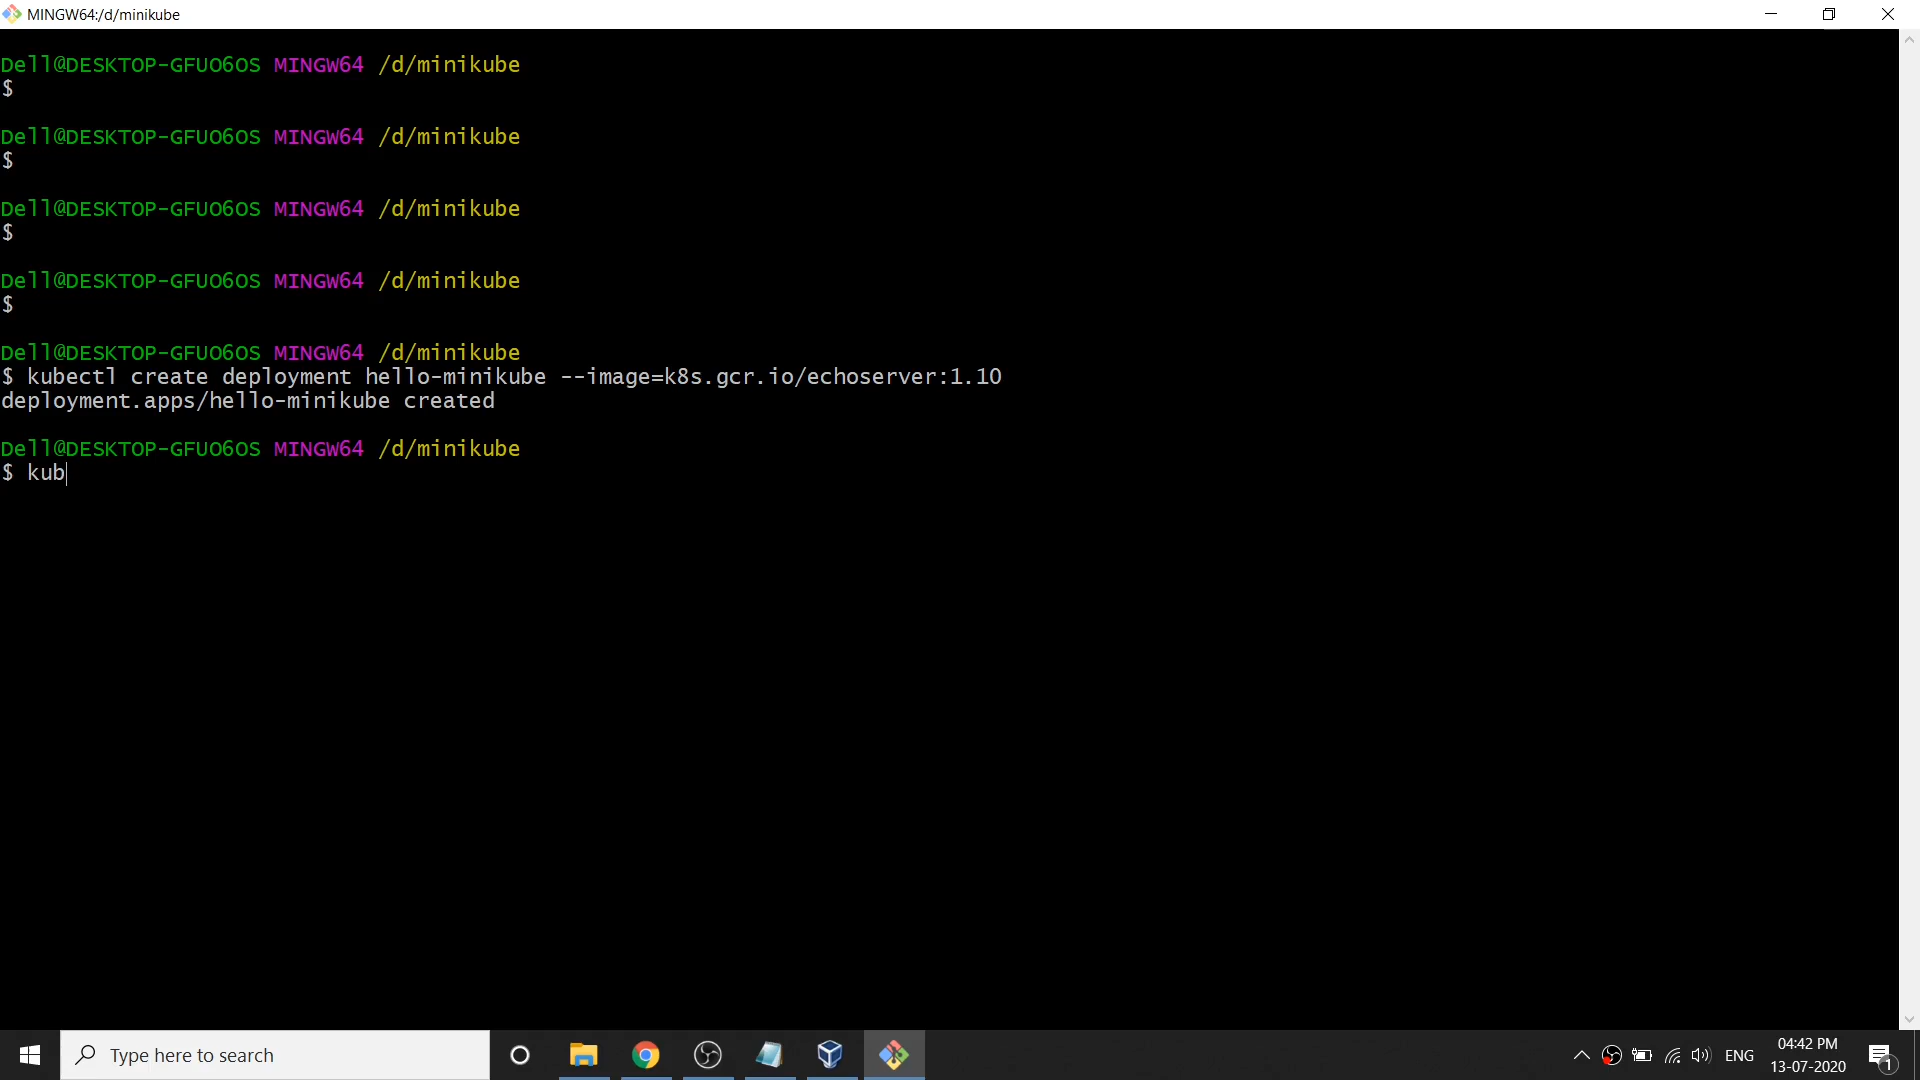 MINGW64:/d/minikube
Dell@DESKTOP-GFUO6OS MINGW64 /d/minikube
$
Dell@DESKTOP-GFUO6OS MINGW64 /d/minikube
$
Dell@DESKTOP-GFUO6OS MINGW64 /d/minikube
$
Dell@DESKTOP-GFUO6OS MINGW64 /d/minikube
$
Dell@DESKTOP-GFUO6OS MINGW64 /d/minikube
$ kubectl create deployment hello-minikube --image=k8s.gcr.io/echoserver:1.10
deployment.apps/hello-minikube created
Dell@DESKTOP-GFUO6OS MINGW64 /d/minikube
$ kub
Type here to search
ENG
04:42 PM
13-07-2020
1